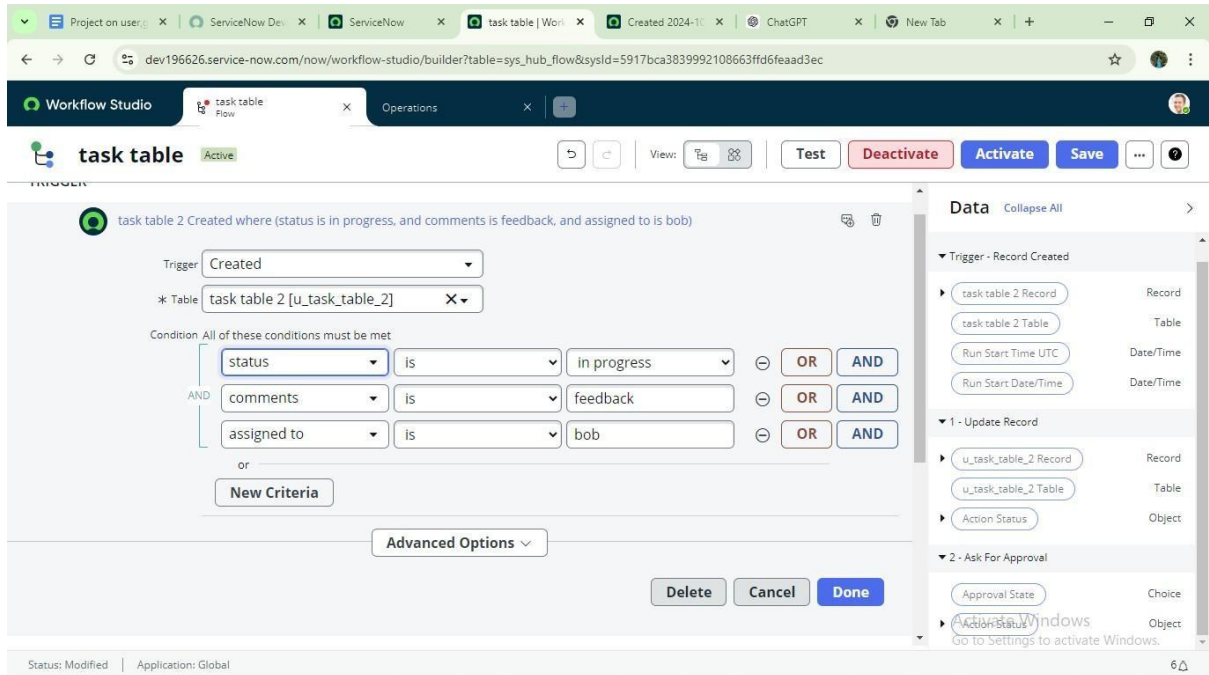 Project on user,g
ServiceNow Dev
ServiceNow
task table | Work
Created 2024-10
ChatGPT
New Tab
dev196626.service-now.com/now/workflow-studio/builder?table=sys_hub_flow&sysId=5917bca3839992108663ffd6feaad3ec
Workflow Studio
task table
Flow
Operations
task table Active
View:
Test Deactivate Activate Save
TRIGGER
task table 2 Created where (status is in progress, and comments is feedback, and assigned to is bob)
Trigger Created
* Table task table 2 [u_task_table_2]
Condition All of these conditions must be met
status is in progress OR AND
AND
comments is feedback OR AND
assigned to is bob OR AND
or
New Criteria
Advanced Options
Delete Cancel Done
Data Collapse All
Trigger - Record Created
task table 2 Record Record
task table 2 Table Table
Run Start Time UTC Date/Time
Run Start Date/Time Date/Time
1 - Update Record
u_task_table_2 Record Record
u_task_table_2 Table Table
Action Status Object
2 - Ask For Approval
Approval State Choice
Action Status Object
Activate Windows
Go to Settings to activate Windows.
Status: Modified Application: Global
6